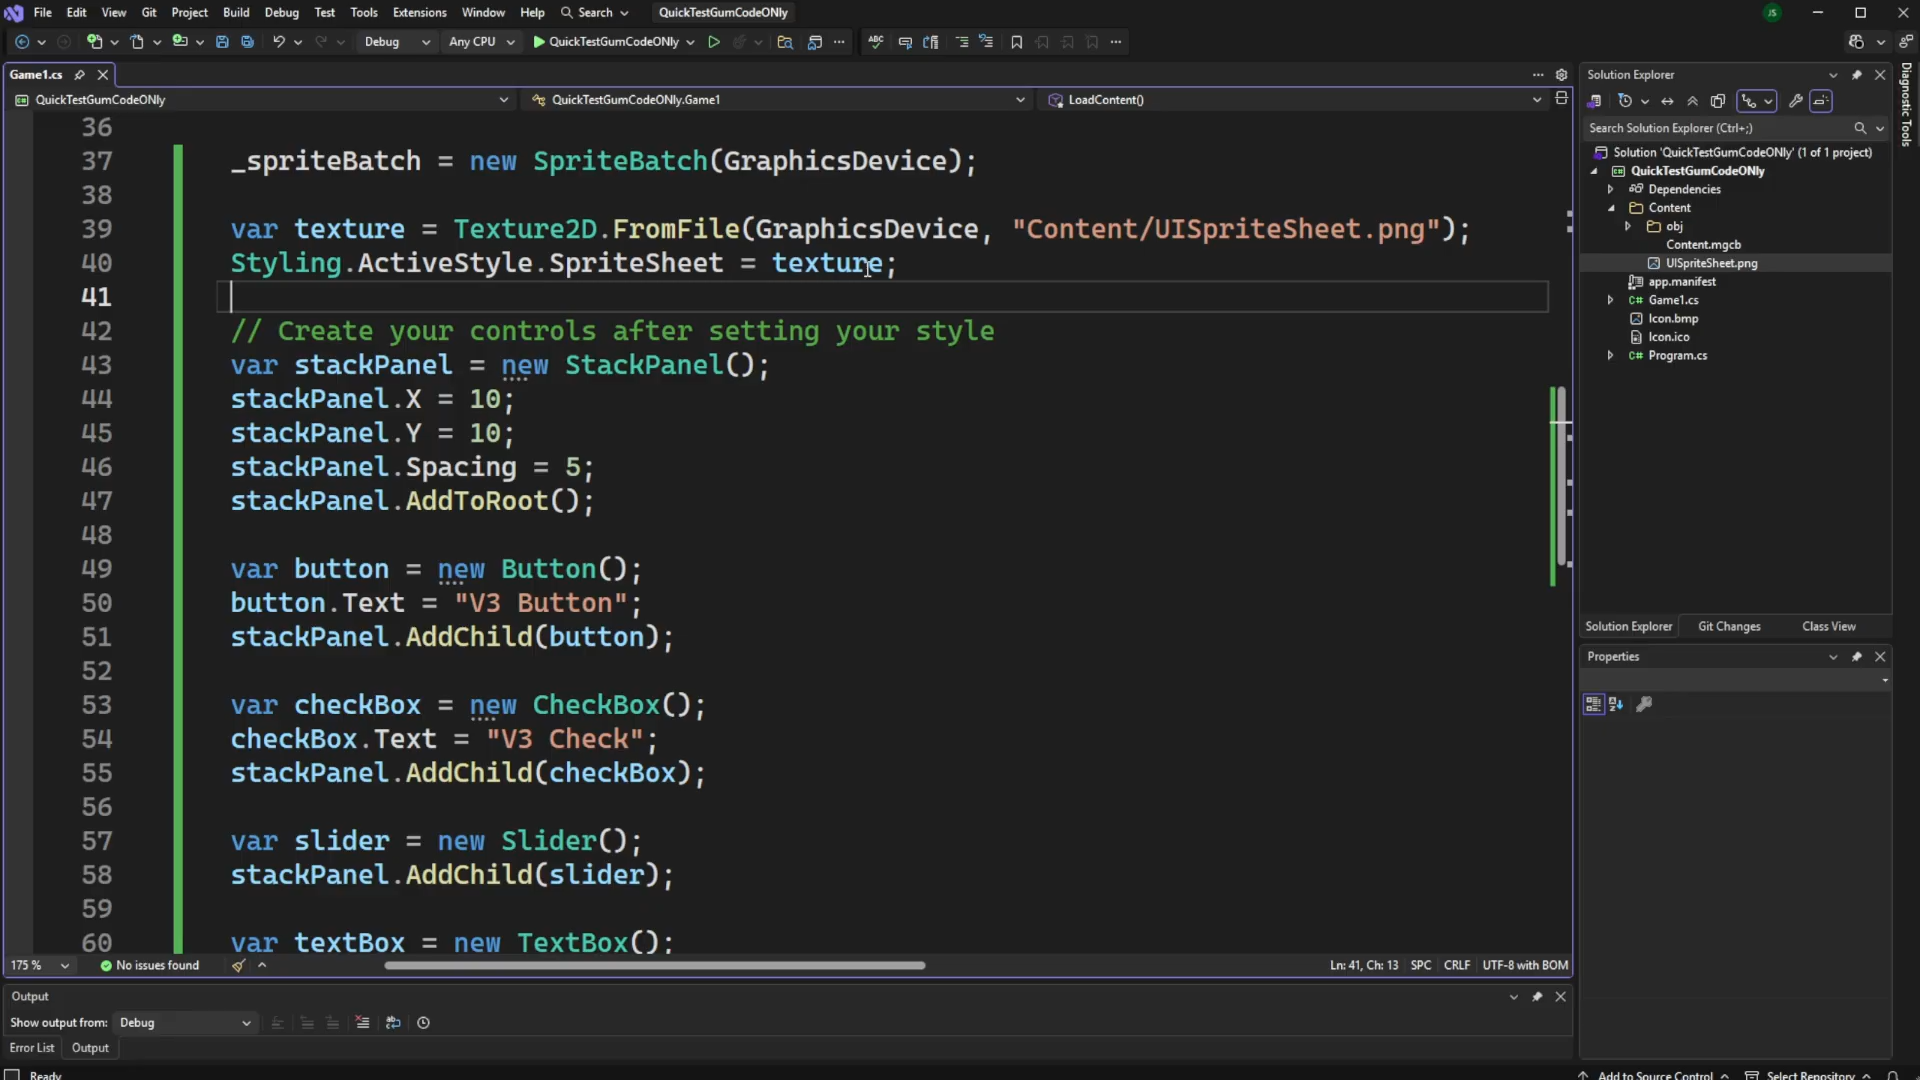 File Edit View Git Project Build Debug Test Tools Extensions Window Help Search QuickTestGumCodeONly JS
Debug Any CPU QuickTestGumCodeONly
Game1.cs
QuickTestGumCodeONly QuickTestGumCodeONly.Game1 LoadContent()
36
37 _spriteBatch = new SpriteBatch(GraphicsDevice);
38
39 var texture = Texture2D.FromFile(GraphicsDevice, "Content/UISpriteSheet.png");
40 Styling.ActiveStyle.SpriteSheet = texture;
41
42 // Create your controls after setting your style
43 var stackPanel = new StackPanel();
44 stackPanel.X = 10;
45 stackPanel.Y = 10;
46 stackPanel.Spacing = 5;
47 stackPanel.AddToRoot();
48
49 var button = new Button();
50 button.Text = "V3 Button";
51 stackPanel.AddChild(button);
52
53 var checkBox = new CheckBox();
54 checkBox.Text = "V3 Check";
55 stackPanel.AddChild(checkBox);
56
57 var slider = new Slider();
58 stackPanel.AddChild(slider);
59
60 var textBox = new TextBox();
175 % No issues found Ln: 41, Ch: 13 SPC CRLF UTF-8 with BOM
Output
Show output from: Debug
Error List Output
Ready
Solution Explorer
Search Solution Explorer (Ctrl+;)
Solution 'QuickTestGumCodeONly' (1 of 1 project)
QuickTestGumCodeONly
Dependencies
Content
obj
Content.mgcb
UISpriteSheet.png
app.manifest
C# Game1.cs
Icon.bmp
Icon.ico
C# Program.cs
Solution Explorer Git Changes Class View
Properties
Diagnostic Tools
Add to Source Control Select Repository